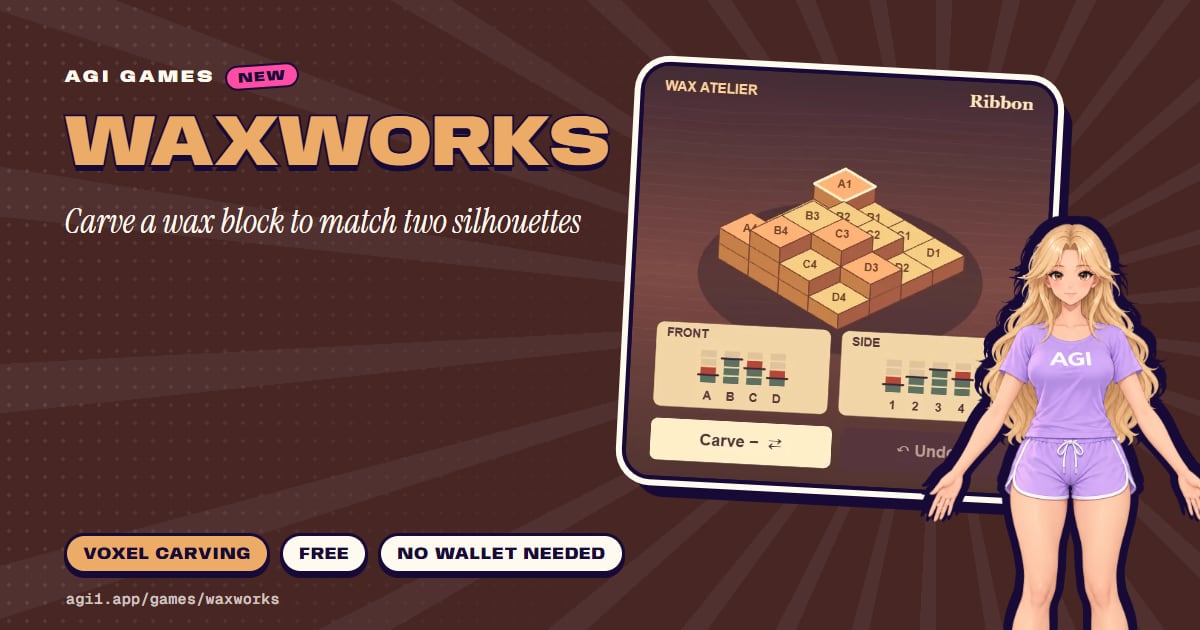 AGI GAMES NEW
WAXWORKS
Carve a wax block to match two silhouettes
WAX ATELIER
Ribbon
A1
B3
B2
B1
B4
C3
C2
C1
D1
C4
D3
D2
D4
FRONT
SIDE
A B C D
1 2 3 4
Carve – ⇄
AGI
VOXEL CARVING
FREE
NO WALLET NEEDED
agi1.app/games/waxworks